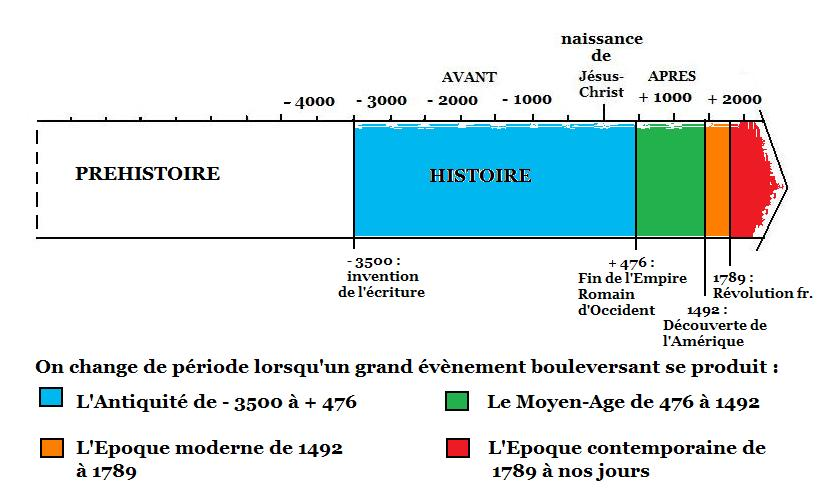 naissance
de
Jésus-
Christ
AVANT
APRES
- 4000
- 3000
- 2000
- 1000
+ 1000
+ 2000
PREHISTOIRE
HISTOIRE
- 3500 :
invention
de l'écriture
+ 476 :
Fin de l'Empire
Romain
d'Occident
1789 :
Révolution fr.
1492 :
Découverte de
l'Amérique
On change de période lorsqu'un grand évènement bouleversant se produit :
L'Antiquité de - 3500 à + 476
Le Moyen-Age de 476 à 1492
L'Epoque moderne de 1492
à 1789
L'Epoque contemporaine de
1789 à nos jours